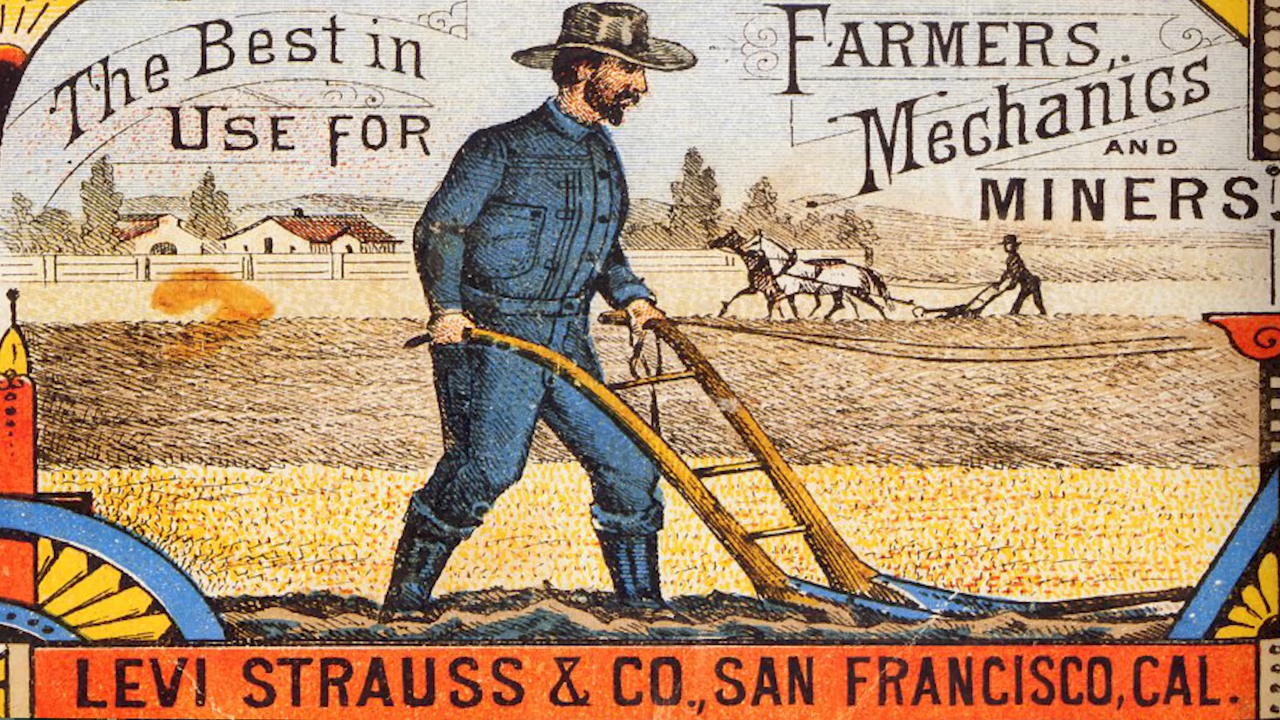 The Best in
USE FOR
FARMERS,
Mechanics
AND
MINERS
LEVI STRAUSS & CO., SAN FRANCISCO, CAL.